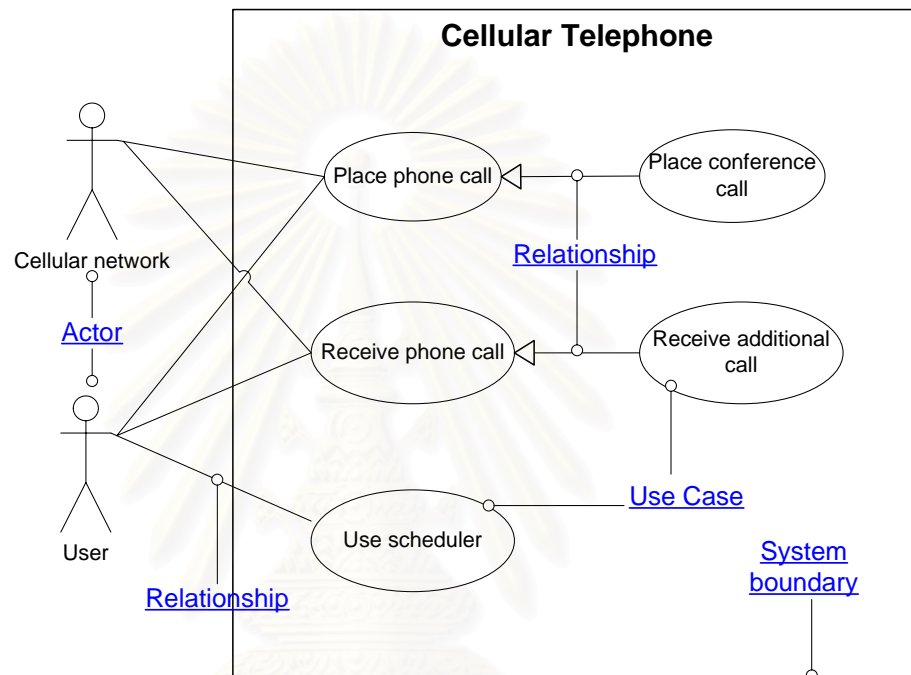 Cellular Telephone
Place phone call
Place conference
call
Cellular network
Relationship
Actor
Receive phone call
Receive additional
call
User
Use scheduler
Use Case
Relationship
System
boundary